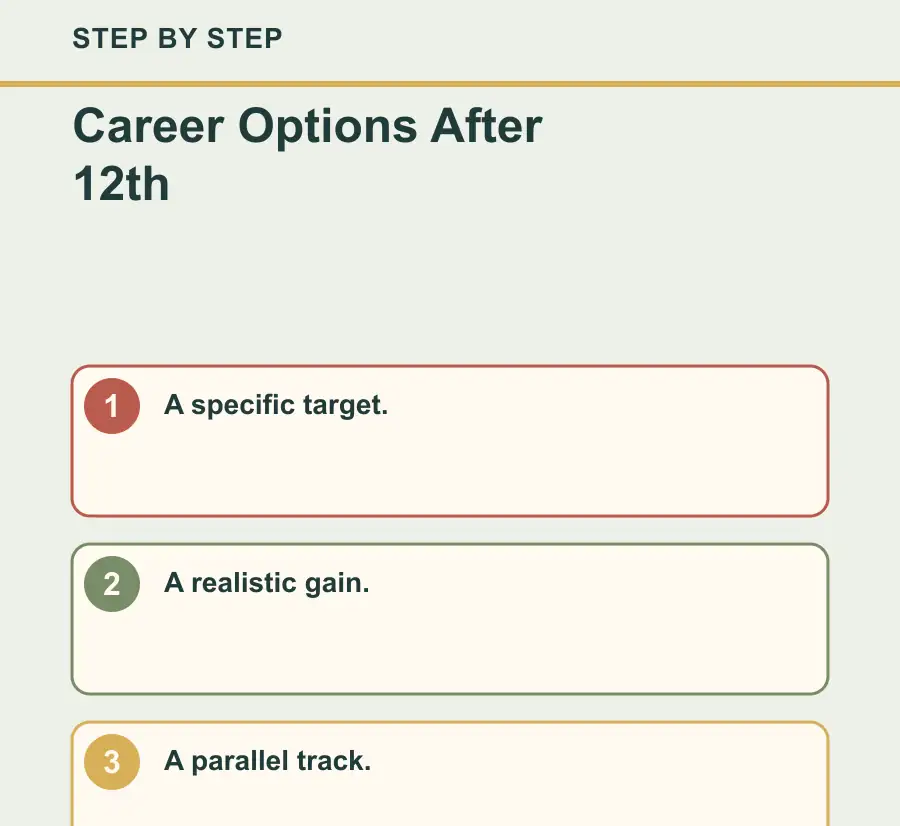 STEP BY STEP
Career Options After
12th
1 A specific target.
2 A realistic gain.
3 A parallel track.